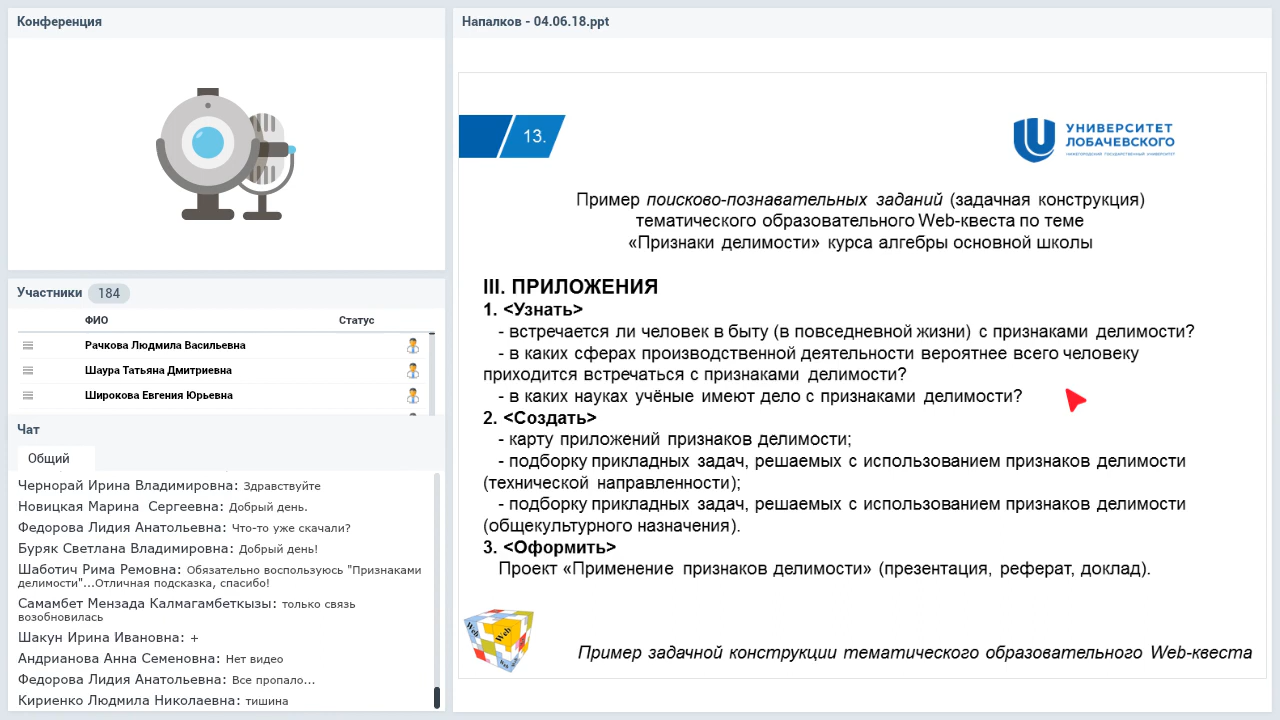 Конференция
Участники 184
ФИО Статус
Рачкова Людмила Васильевна
Шаура Татьяна Дмитриевна
Широкова Евгения Юрьевна
Чат
Общий
Чернорай Ирина Владимировна: Здравствуйте
Новицкая Марина Сергеевна: Добрый день.
Федорова Лидия Анатольевна: Что-то уже скачали?
Буряк Светлана Владимировна: Добрый день!
Шаботич Рима Ремовна: Обязательно воспользуюсь "Признаками
делимости"...Отличная подсказка, спасибо!
Самамбет Мензада Калмагамбеткызы: только связь
возобновилась
Шакун Ирина Ивановна: +
Андрианова Анна Семеновна: Нет видео
Федорова Лидия Анатольевна: Все пропало...
Кириенко Людмила Николаевна: тишина
Напалков - 04.06.18.ppt
13.
УНИВЕРСИТЕТ
ЛОБАЧЕВСКОГО
НИЖЕГОРОДСКИЙ ГОСУДАРСТВЕННЫЙ УНИВЕРСИТЕТ
Пример поисково-познавательных заданий (задачная конструкция)
тематического образовательного Web-квеста по теме
«Признаки делимости» курса алгебры основной школы
III. ПРИЛОЖЕНИЯ
1. <Узнать>
- встречается ли человек в быту (в повседневной жизни) с признаками делимости?
- в каких сферах производственной деятельности вероятнее всего человеку
приходится встречаться с признаками делимости?
- в каких науках учёные имеют дело с признаками делимости?
2. <Создать>
- карту приложений признаков делимости;
- подборку прикладных задач, решаемых с использованием признаков делимости
(технической направленности);
- подборку прикладных задач, решаемых с использованием признаков делимости
(общекультурного назначения).
3. <Оформить>
Проект «Применение признаков делимости» (презентация, реферат, доклад).
Web
Web
Web
Пример задачной конструкции тематического образовательного Web-квеста